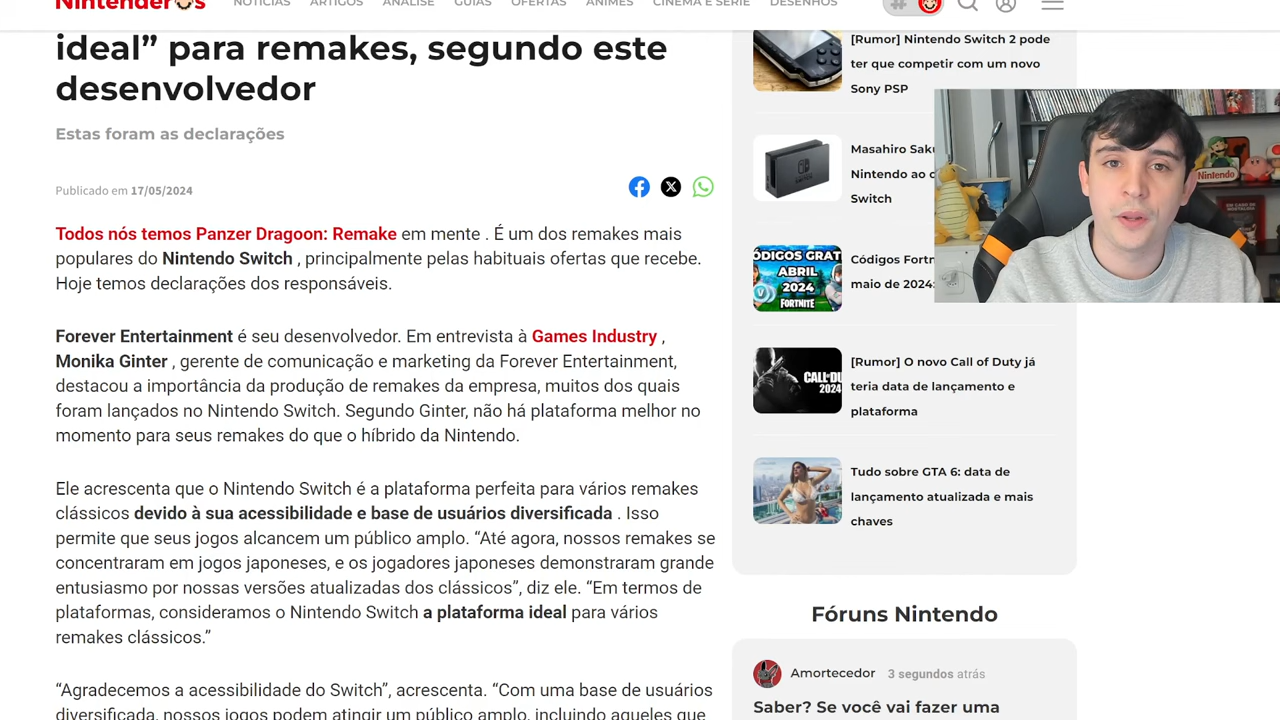 Nintenderos
NOTÍCIAS ARTIGOS ANÁLISE GUIAS OFERTAS ANIMES CINEMA E SÉRIE DESENHOS
#
ideal” para remakes, segundo este
desenvolvedor
Estas foram as declarações
Publicado em 17/05/2024
Todos nós temos Panzer Dragoon: Remake em mente . É um dos remakes mais
populares do Nintendo Switch , principalmente pelas habituais ofertas que recebe.
Hoje temos declarações dos responsáveis.
Forever Entertainment é seu desenvolvedor. Em entrevista à Games Industry ,
Monika Ginter , gerente de comunicação e marketing da Forever Entertainment,
destacou a importância da produção de remakes da empresa, muitos dos quais
foram lançados no Nintendo Switch. Segundo Ginter, não há plataforma melhor no
momento para seus remakes do que o híbrido da Nintendo.
Ele acrescenta que o Nintendo Switch é a plataforma perfeita para vários remakes
clássicos devido à sua acessibilidade e base de usuários diversificada . Isso
permite que seus jogos alcancem um público amplo. “Até agora, nossos remakes se
concentraram em jogos japoneses, e os jogadores japoneses demonstraram grande
entusiasmo por nossas versões atualizadas dos clássicos”, diz ele. “Em termos de
plataformas, consideramos o Nintendo Switch a plataforma ideal para vários
remakes clássicos.”
“Agradecemos a acessibilidade do Switch”, acrescenta. “Com uma base de usuários
diversificada, nossos jogos podem atingir um público amplo, incluindo aqueles que
[Rumor] Nintendo Switch 2 pode
ter que competir com um novo
Sony PSP
Masahiro Saku
Nintendo ao c
Switch
ÓDIGOS GRAT
ABRIL
2024
FORTNITE
Códigos Fortn
maio de 2024:
CALL OF DU
2024
[Rumor] O novo Call of Duty já
teria data de lançamento e
plataforma
Tudo sobre GTA 6: data de
lançamento atualizada e mais
chaves
Fóruns Nintendo
Amortecedor 3 segundos atrás
Saber? Se você vai fazer uma
Nintendo